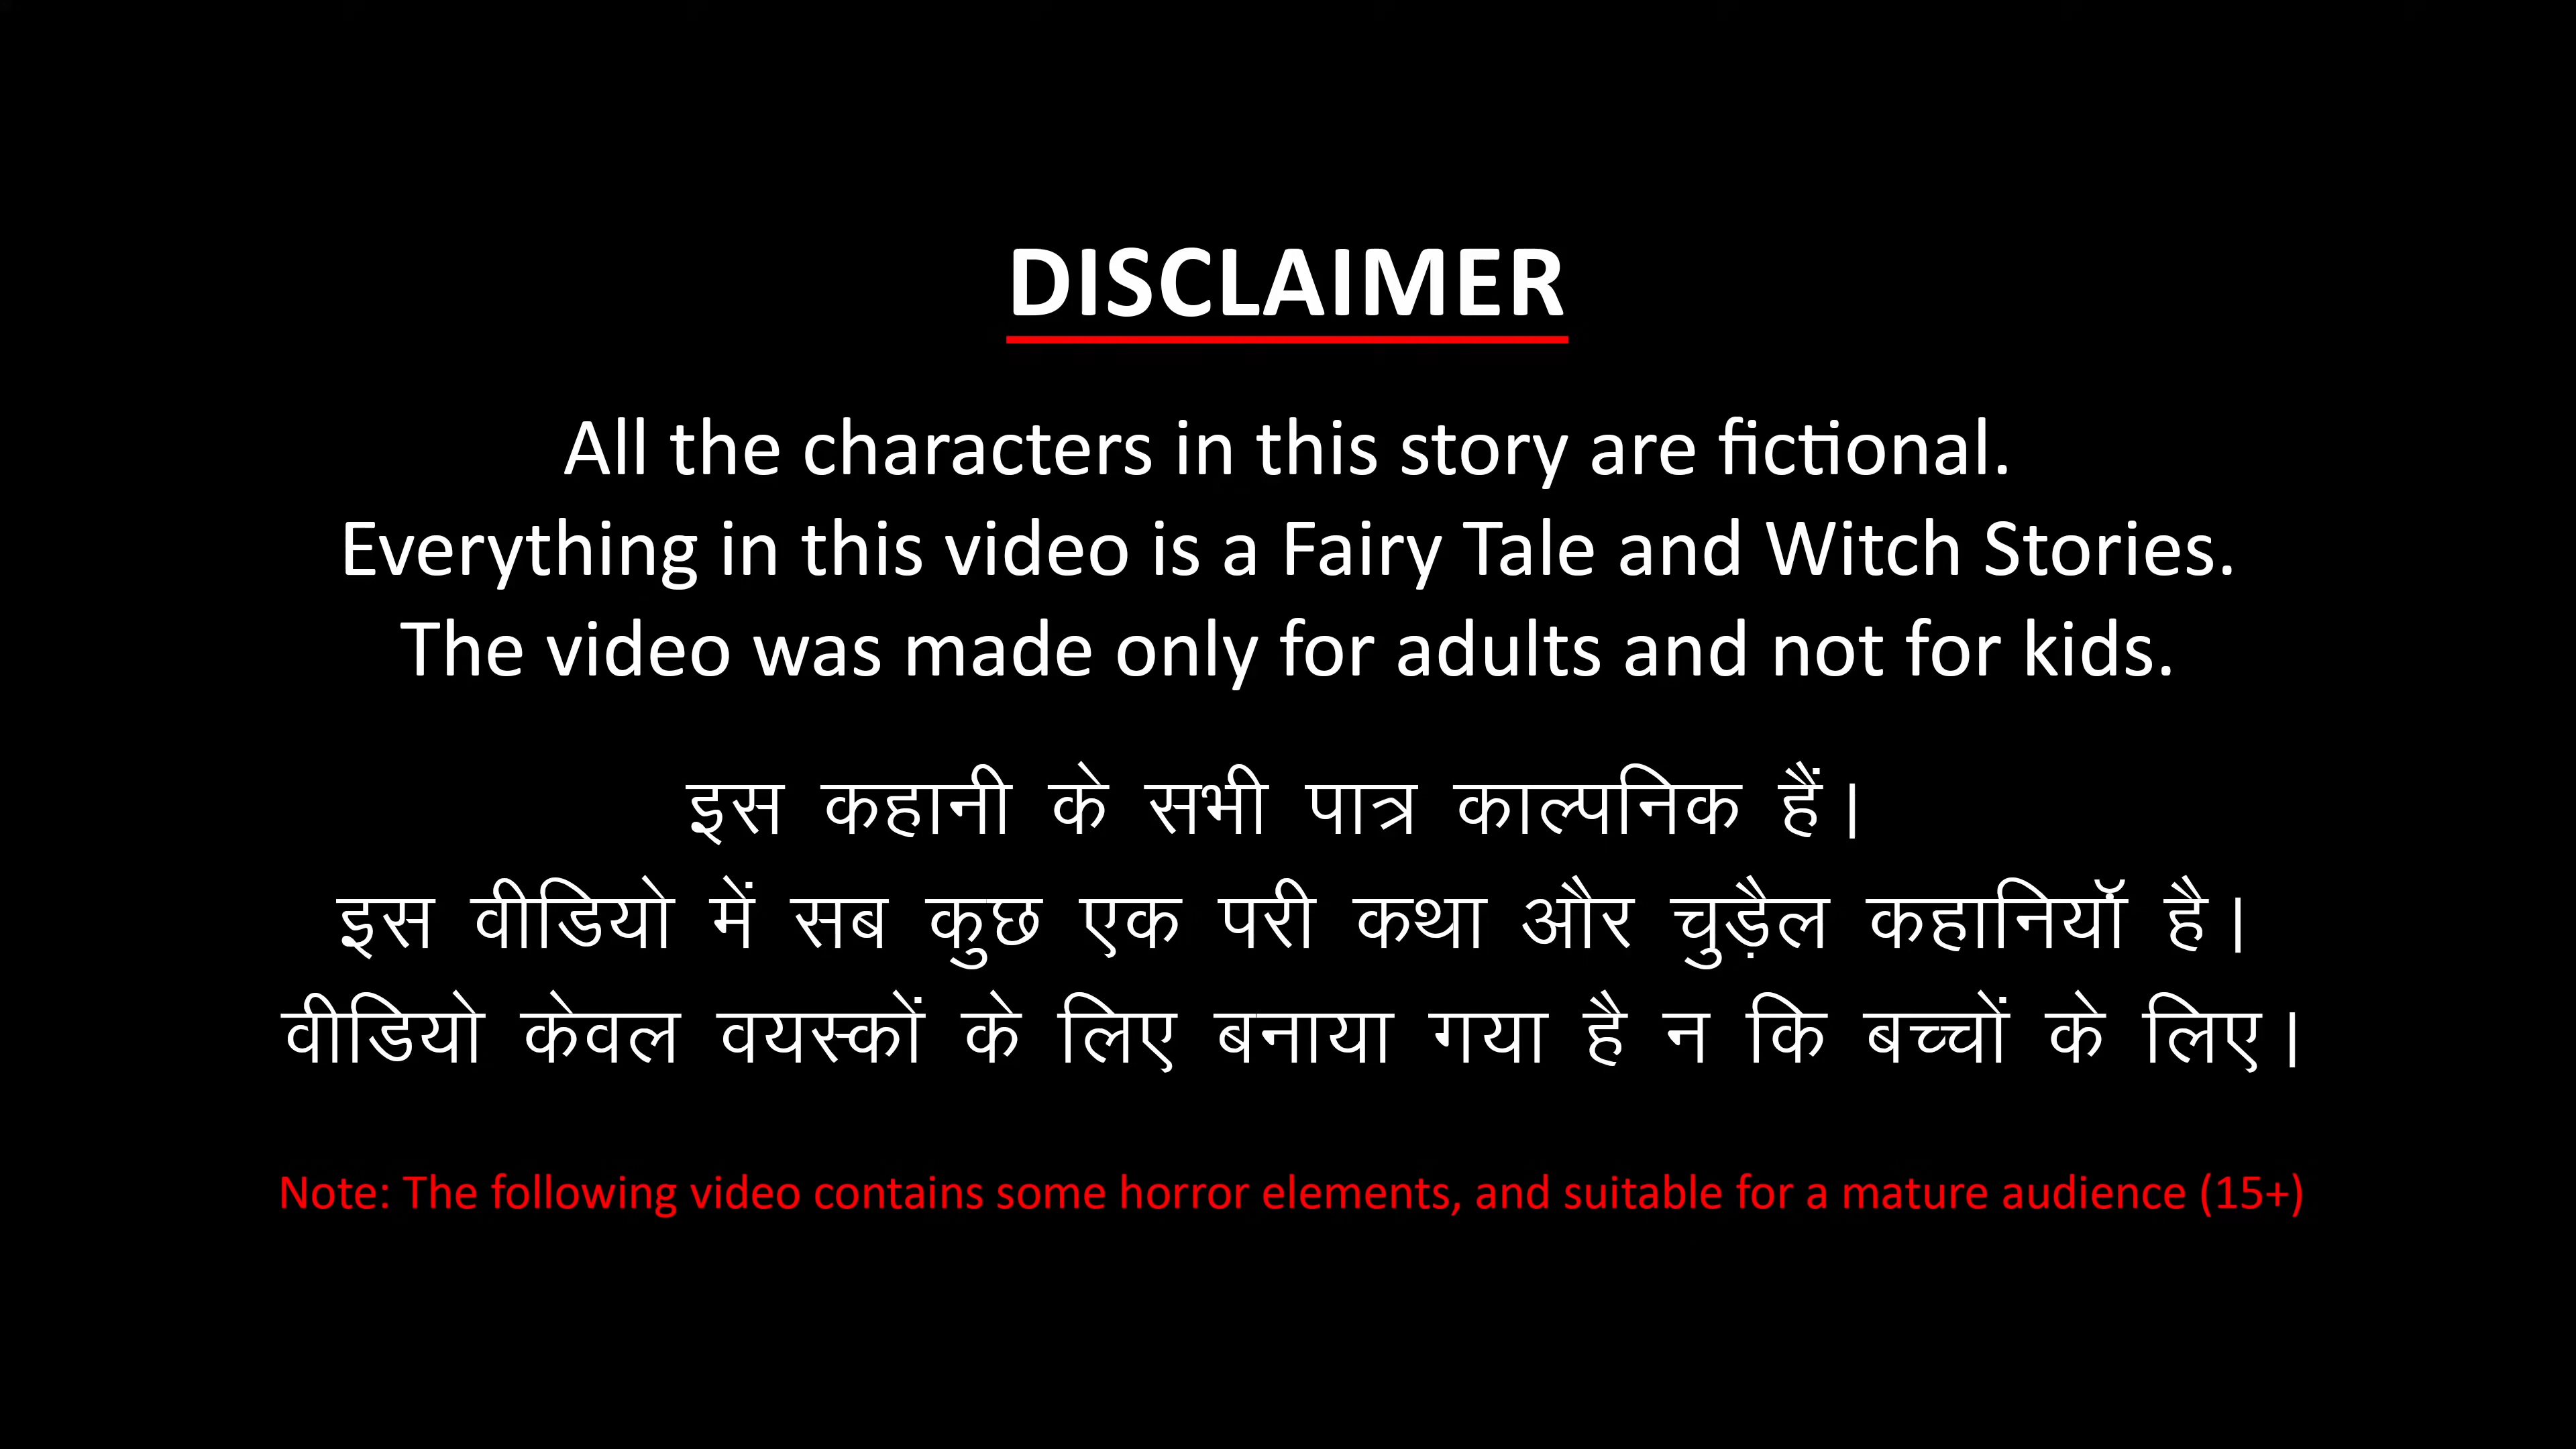 DISCLAIMER
All the characters in this story are fictional.
Everything in this video is a Fairy Tale and Witch Stories.
The video was made only for adults and not for kids.
इस कहानी के सभी पात्र काल्पनिक हैं।
इस वीडियो में सब कुछ एक परी कथा और चुड़ैल कहानियॉ है।
वीडियो केवल वयस्कों के लिए बनाया गया है न कि बच्चों के लिए।
Note: The following video contains some horror elements, and suitable for a mature audience (15+)